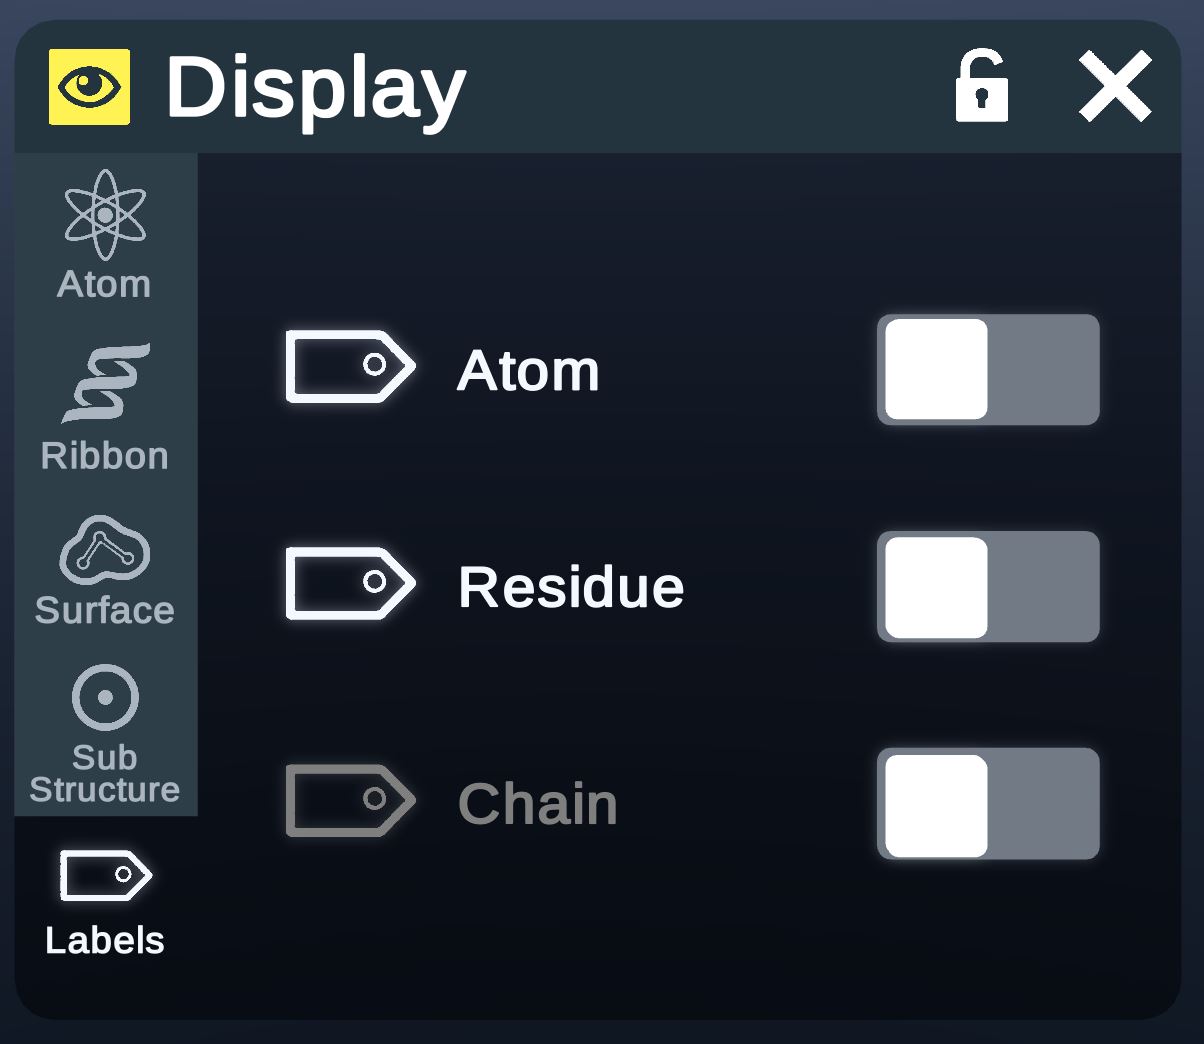 Display
Atom
Ribbon
Surface
Sub
Structure
Labels
Atom
Residue
Chain